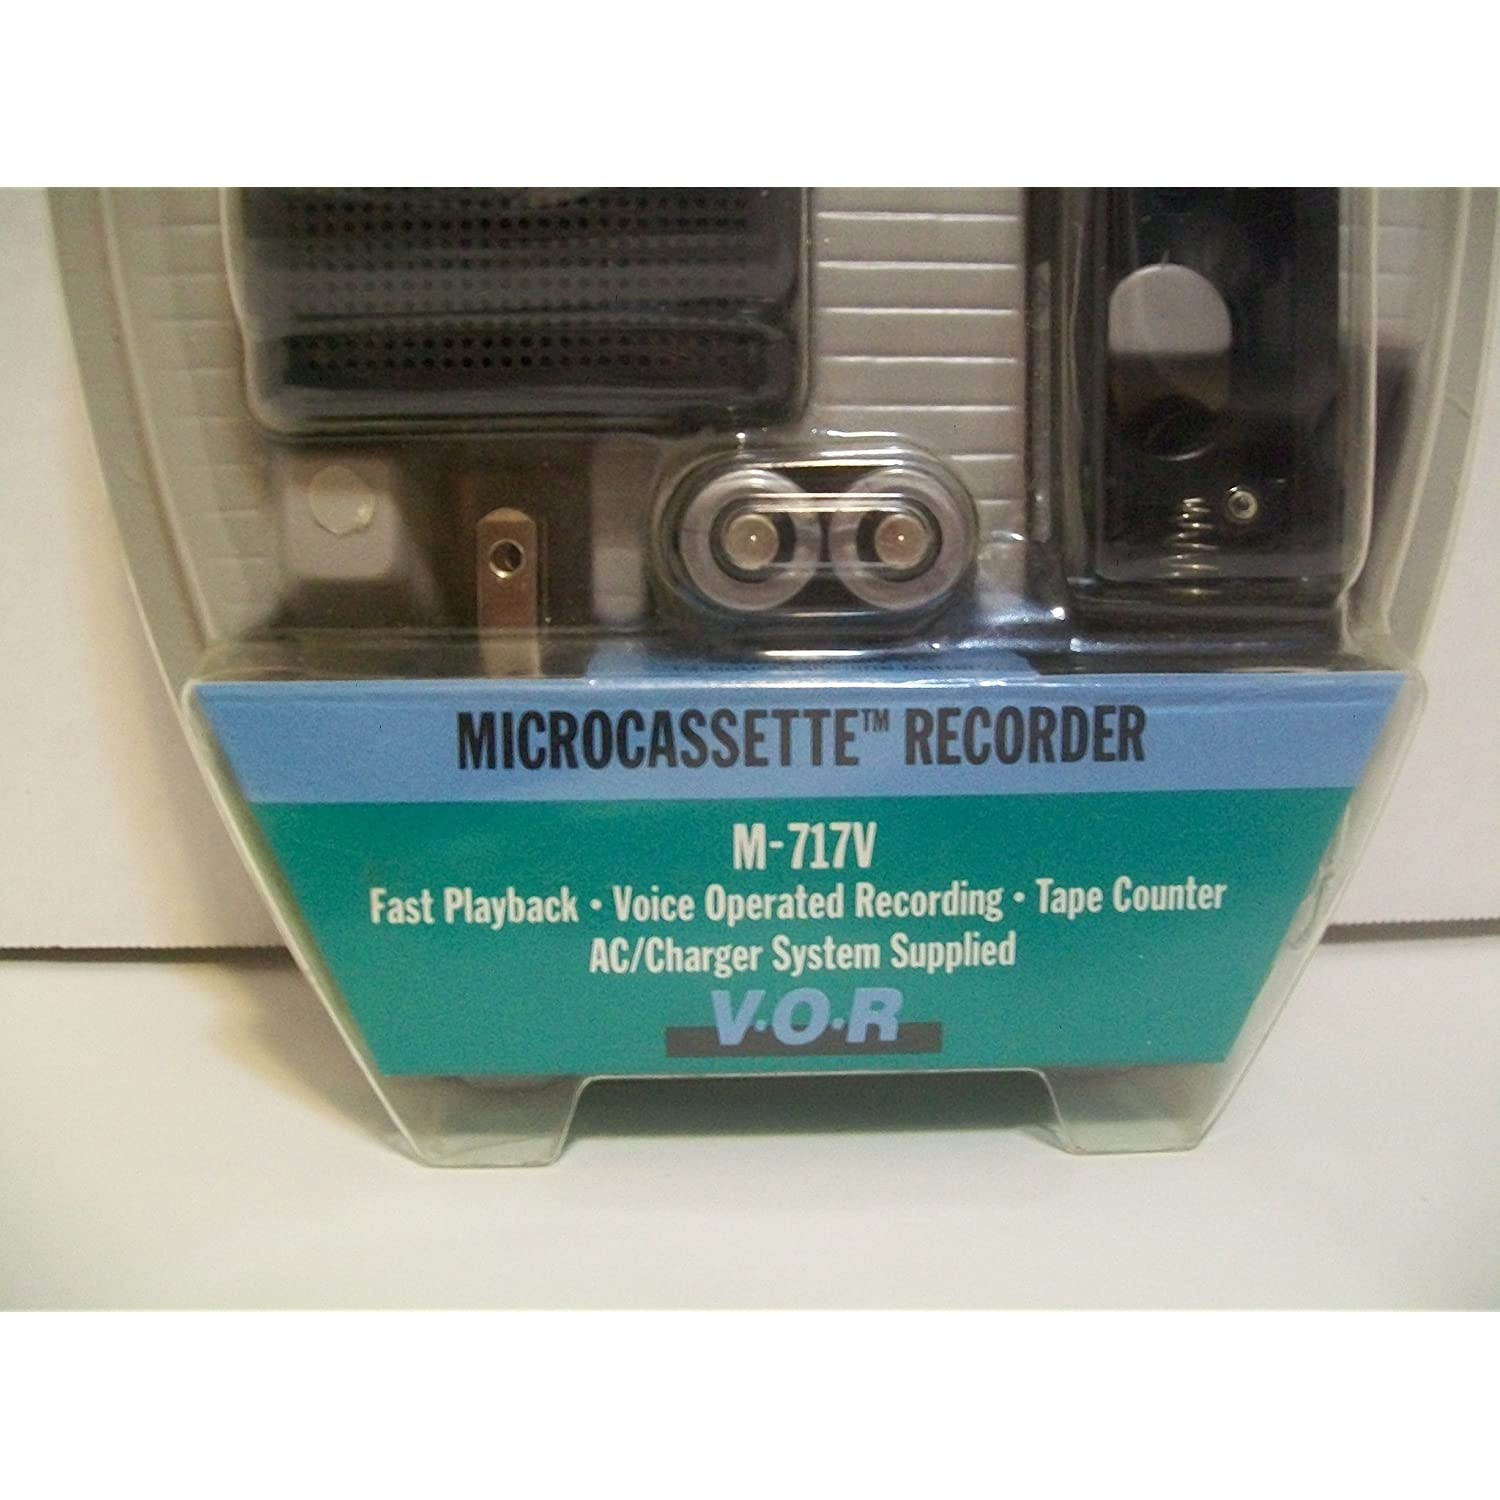 MICROCASSETTE™ RECORDER
M-717V
Fast Playback • Voice Operated Recording • Tape Counter
AC/Charger System Supplied
V•O•R